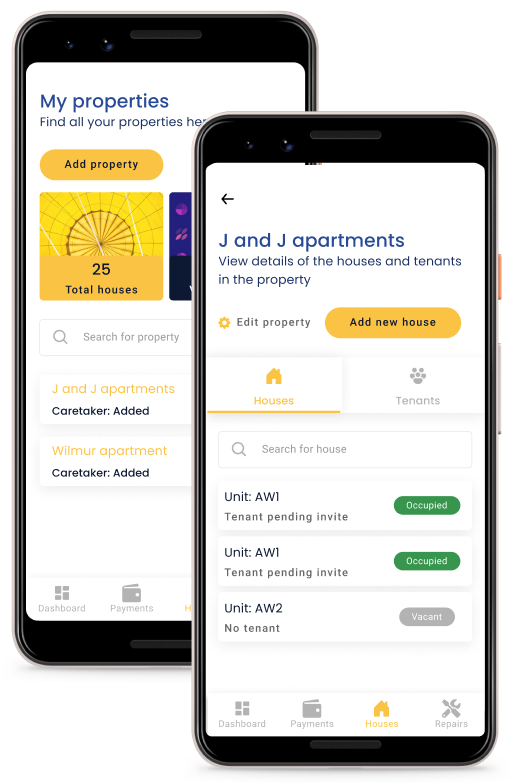 My properties
Find all your properties her
Add property
25
Total houses
Search for property
J and J apartments
Caretaker: Added
Wilmur apartment
Caretaker: Added
Dashboard
Payments
J and J apartments
View details of the houses and tenants
in the property
Edit property
Add new house
Houses
Tenants
Search for house
Unit: AW1
Tenant pending invite
Occupied
Unit: AW1
Tenant pending invite
Occupied
Unit: AW2
No tenant
Vacant
Dashboard
Payments
Houses
Repairs